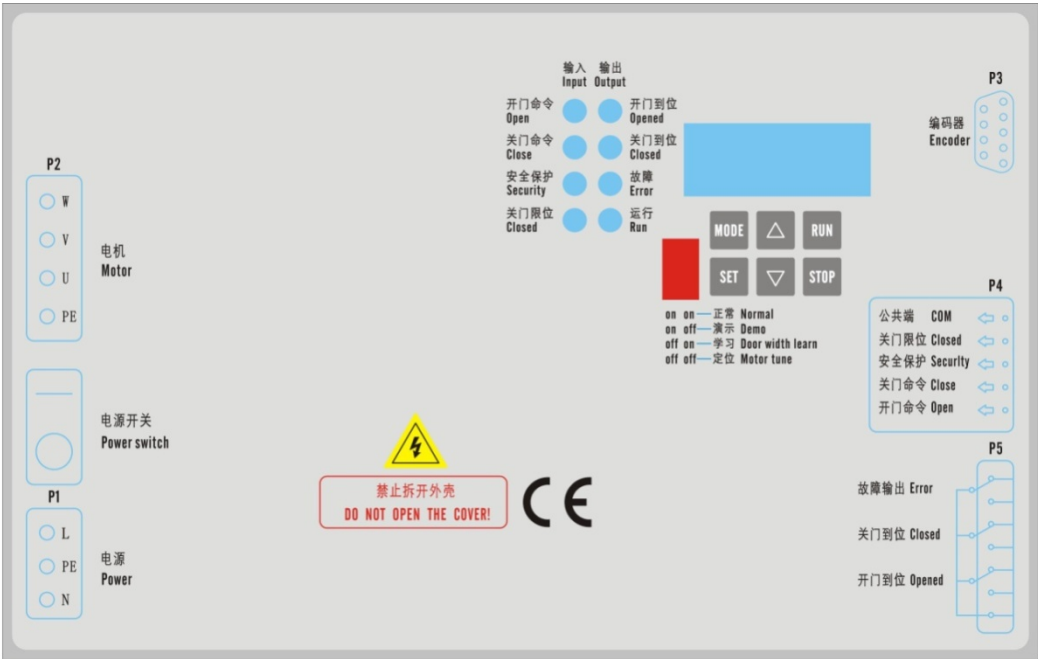 输入 输出
Input Output
开门命令
Open
开门到位
Opened
关门命令
Close
关门到位
Closed
安全保护
Security
故障
Error
关门限位
Closed
运行
Run
P3
编码器
Encoder
MODE
RUN
SET
STOP
on on 正常 Normal
on off 演示 Demo
off on 学习 Door width learn
off off 定位 Motor tune
P2
W
V
U
PE
电机
Motor
电源开关
Power switch
P1
L
PE
N
电源
Power
禁止拆开外壳
DO NOT OPEN THE COVER!
CE
P4
公共端 COM
关门限位 Closed
安全保护 Security
关门命令 Close
开门命令 Open
P5
故障输出 Error
关门到位 Closed
开门到位 Opened